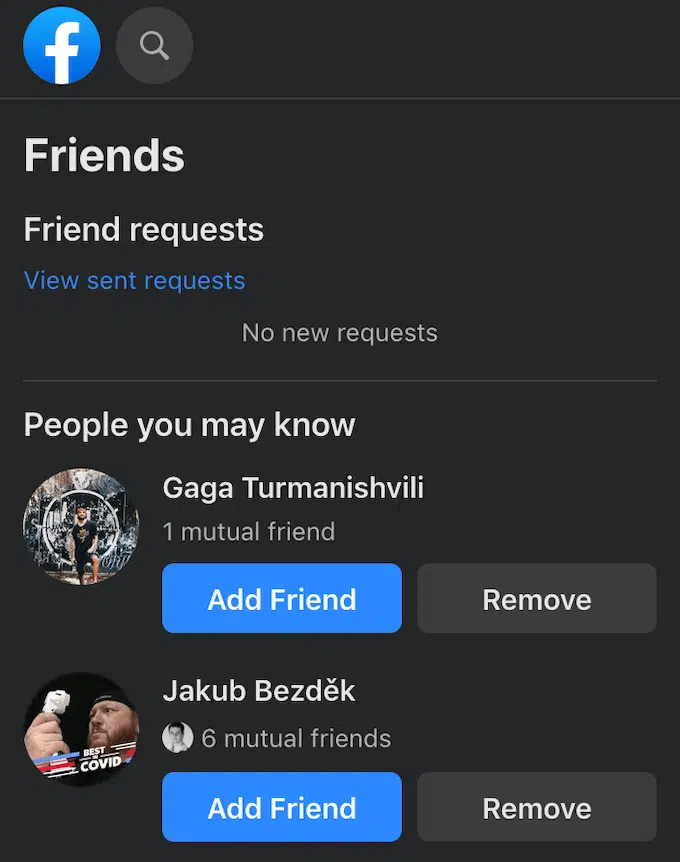 Friends
Friend requests
View sent requests
No new requests
People you may know
Gaga Turmanishvili
1 mutual friend
Add Friend Remove
Jakub Bezděk
6 mutual friends
BEST
COVID
Add Friend Remove